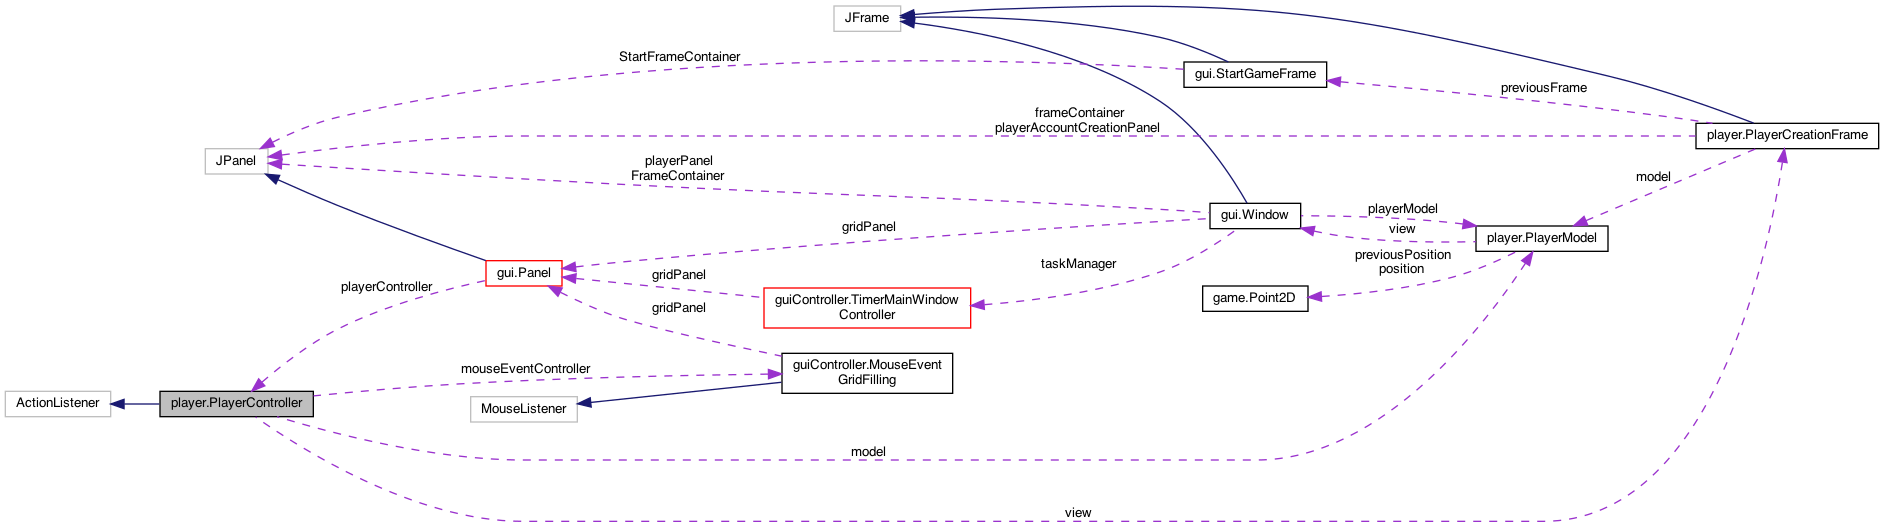 JFrame
StartFrameContainer
gui.StartGameFrame
previousFrame
frameContainer
playerAccountCreationPanel
player.PlayerCreationFrame
JPanel
playerPanel
FrameContainer
model
gui.Window
playerModel
view
player.PlayerModel
gridPanel
previousPosition
position
taskManager
gui.Panel
gridPanel
playerController
guiController.TimerMainWindow
Controller
game.Point2D
gridPanel
mouseEventController
guiController.MouseEvent
GridFilling
ActionListener
player.PlayerController
MouseListener
model
view